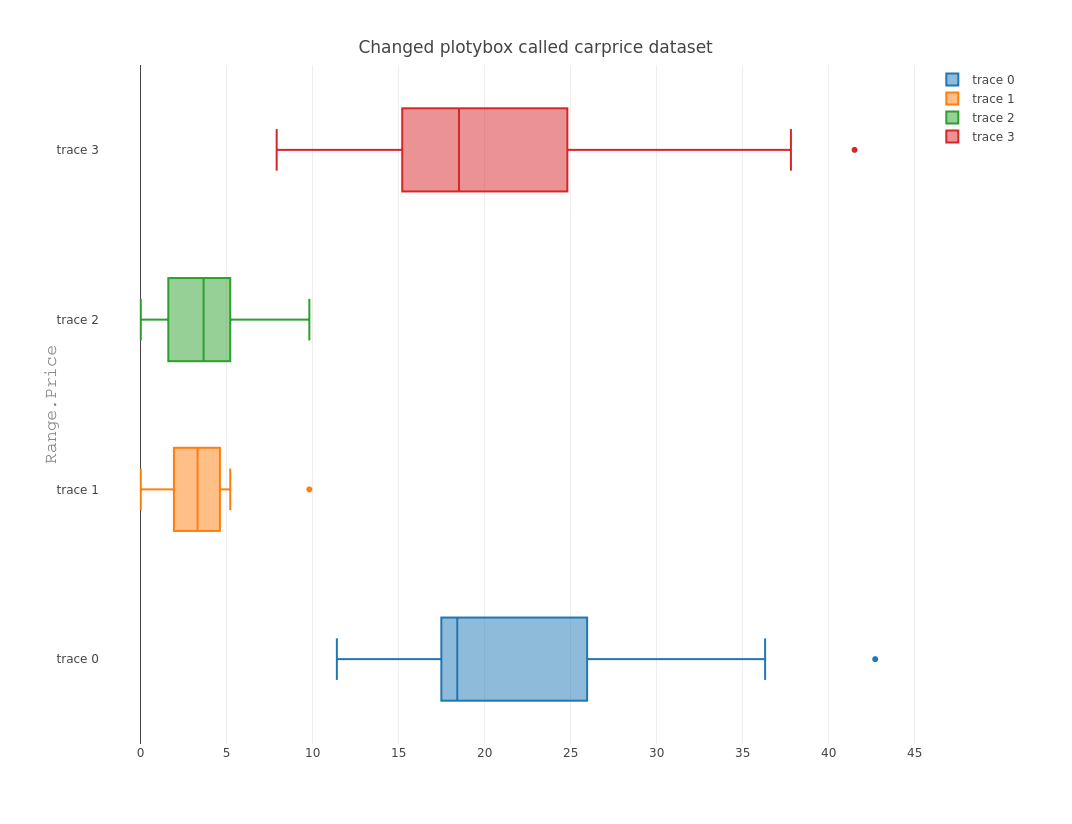 Changed plotybox called carprice dataset
trace 0
trace 1
trace 2
trace 3
trace 3
trace 2
trace 1
trace 0
Range.Price
0 5 10 15 20 25 30 35 40 45